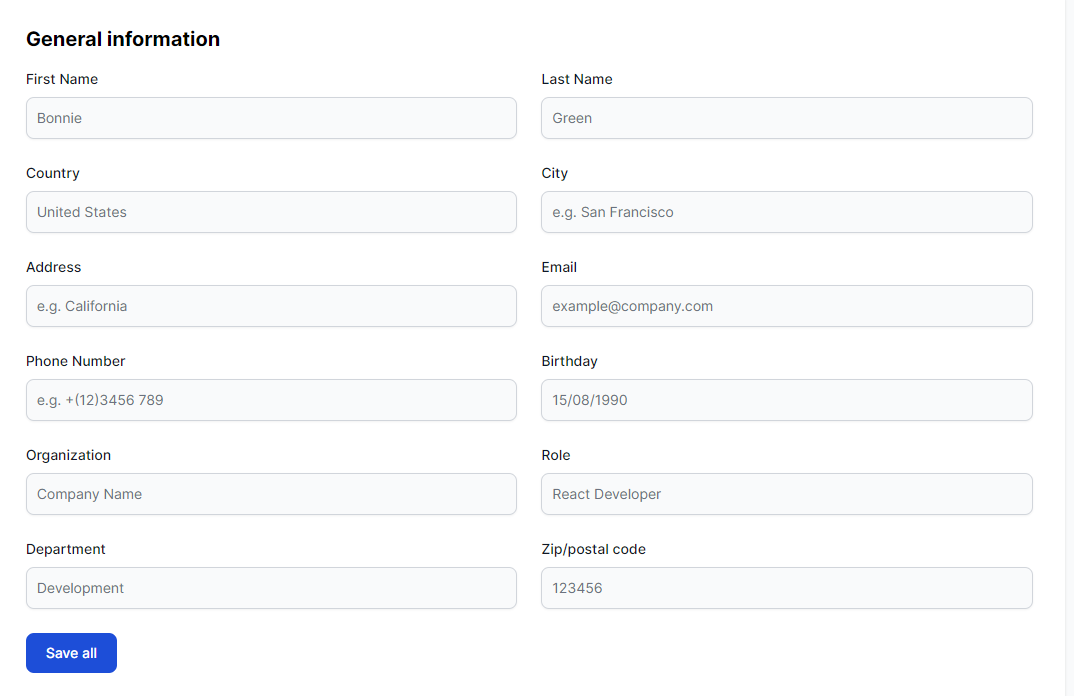 General information
First Name
Last Name
Bonnie
Green
Country
City
United States
e.g. San Francisco
Address
Email
e.g. California
example@company.com
Phone Number
Birthday
e.g. +(12)3456 789
15/08/1990
Organization
Role
Company Name
React Developer
Department
Zip/postal code
Development
123456
Save all